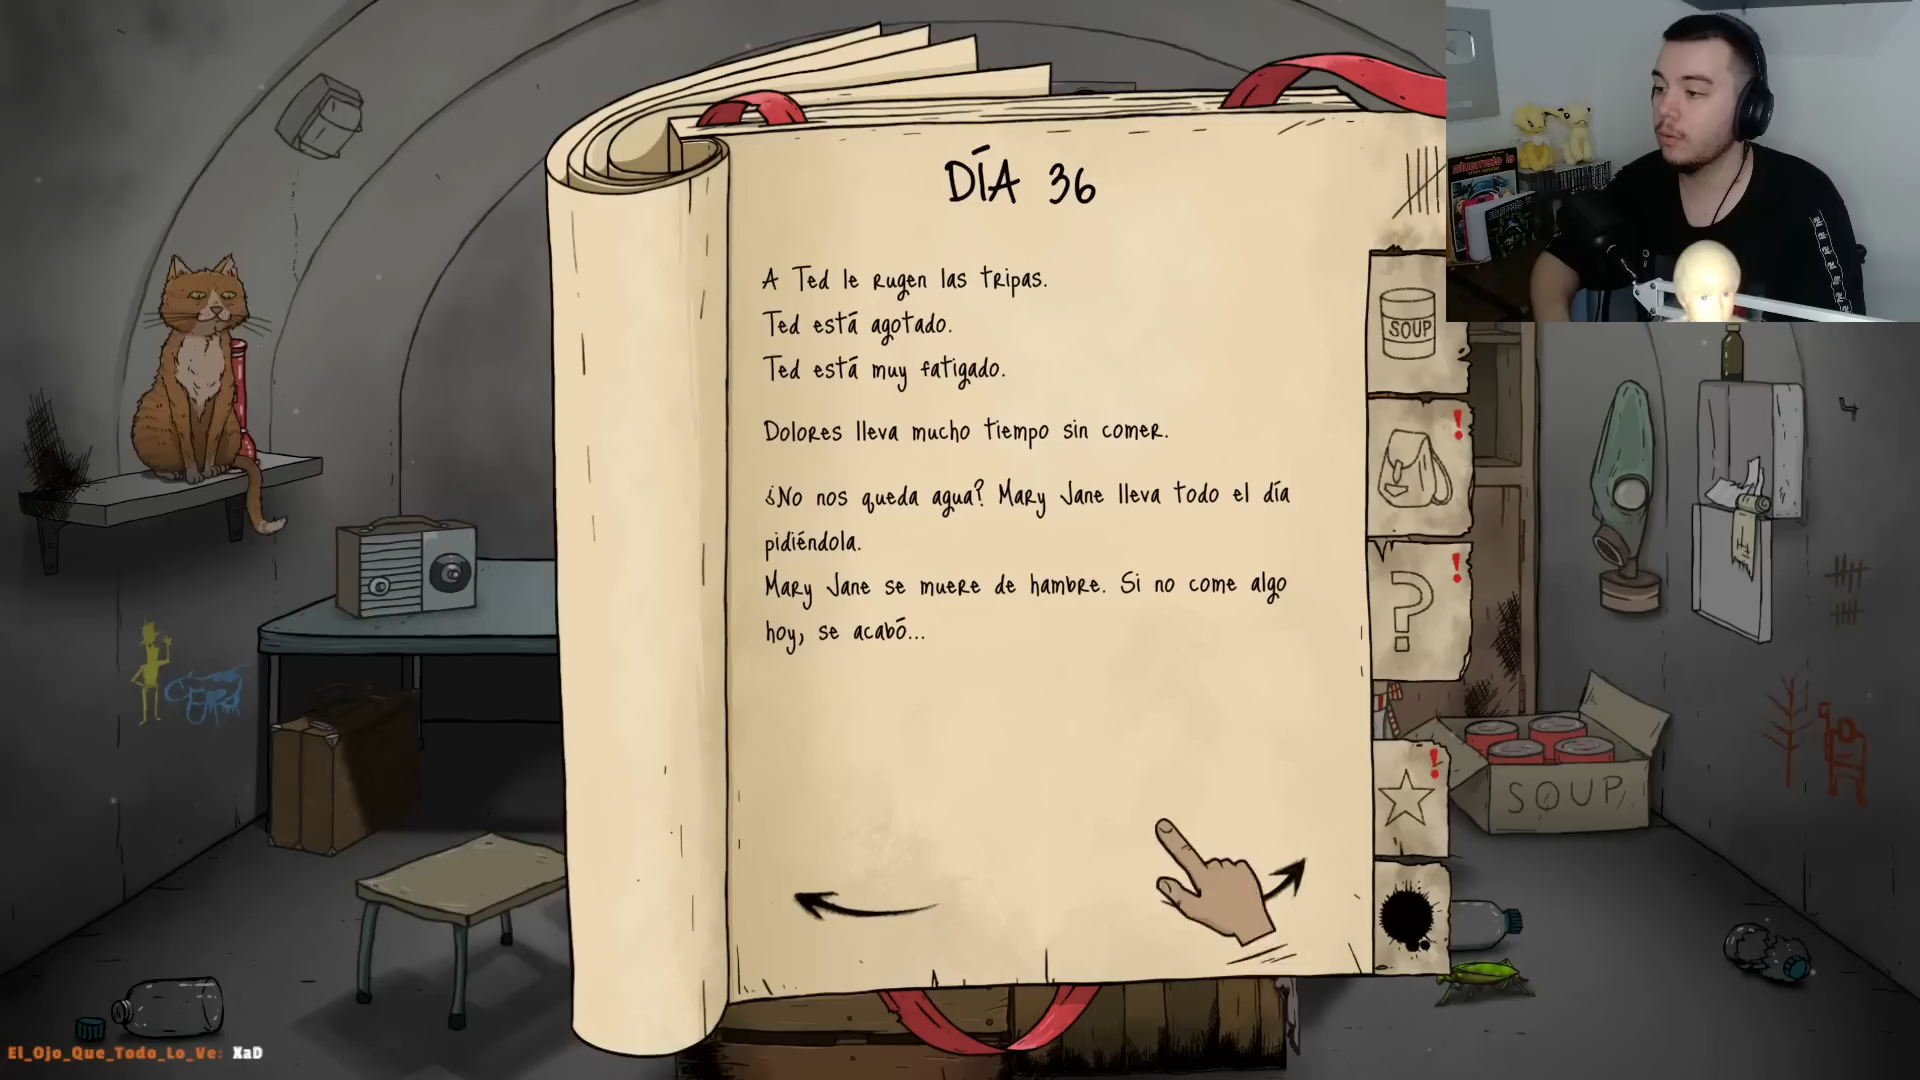 DÍA 36
A Ted le rugen las tripas.
Ted está agotado.
Ted está muy fatigado.
Dolores lleva mucho tiempo sin comer.
¿No nos queda agua? Mary Jane lleva todo el día
pidiéndola.
Mary Jane se muere de hambre. Si no come algo
hoy, se acabó...
SOUP
!
!
?
!
SOUP
El_Ojo_Que_Todo_Lo_Ve: XaD